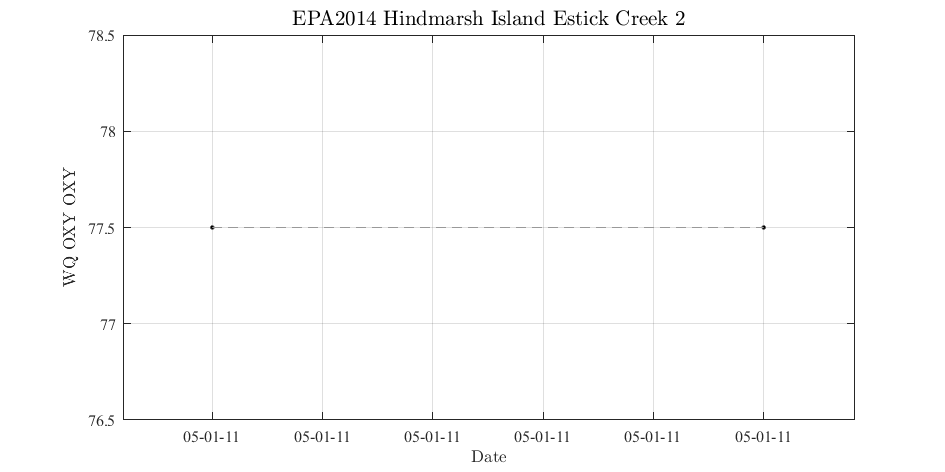 EPA2014 Hindmarsh Island Estick Creek 2
78.5
78
77.5
77
76.5
WQ OXY OXY
05-01-11 05-01-11 05-01-11 05-01-11 05-01-11 05-01-11
Date